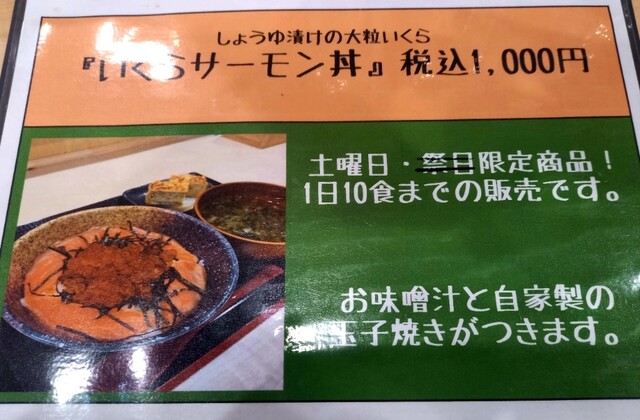 しょうゆ漬けの大粒いくら
『いくらサーモン丼』税込1,000円
土曜日・祭日限定商品！
1日10食までの販売です。
お味噌汁と自家製の
玉子焼きがつきます。